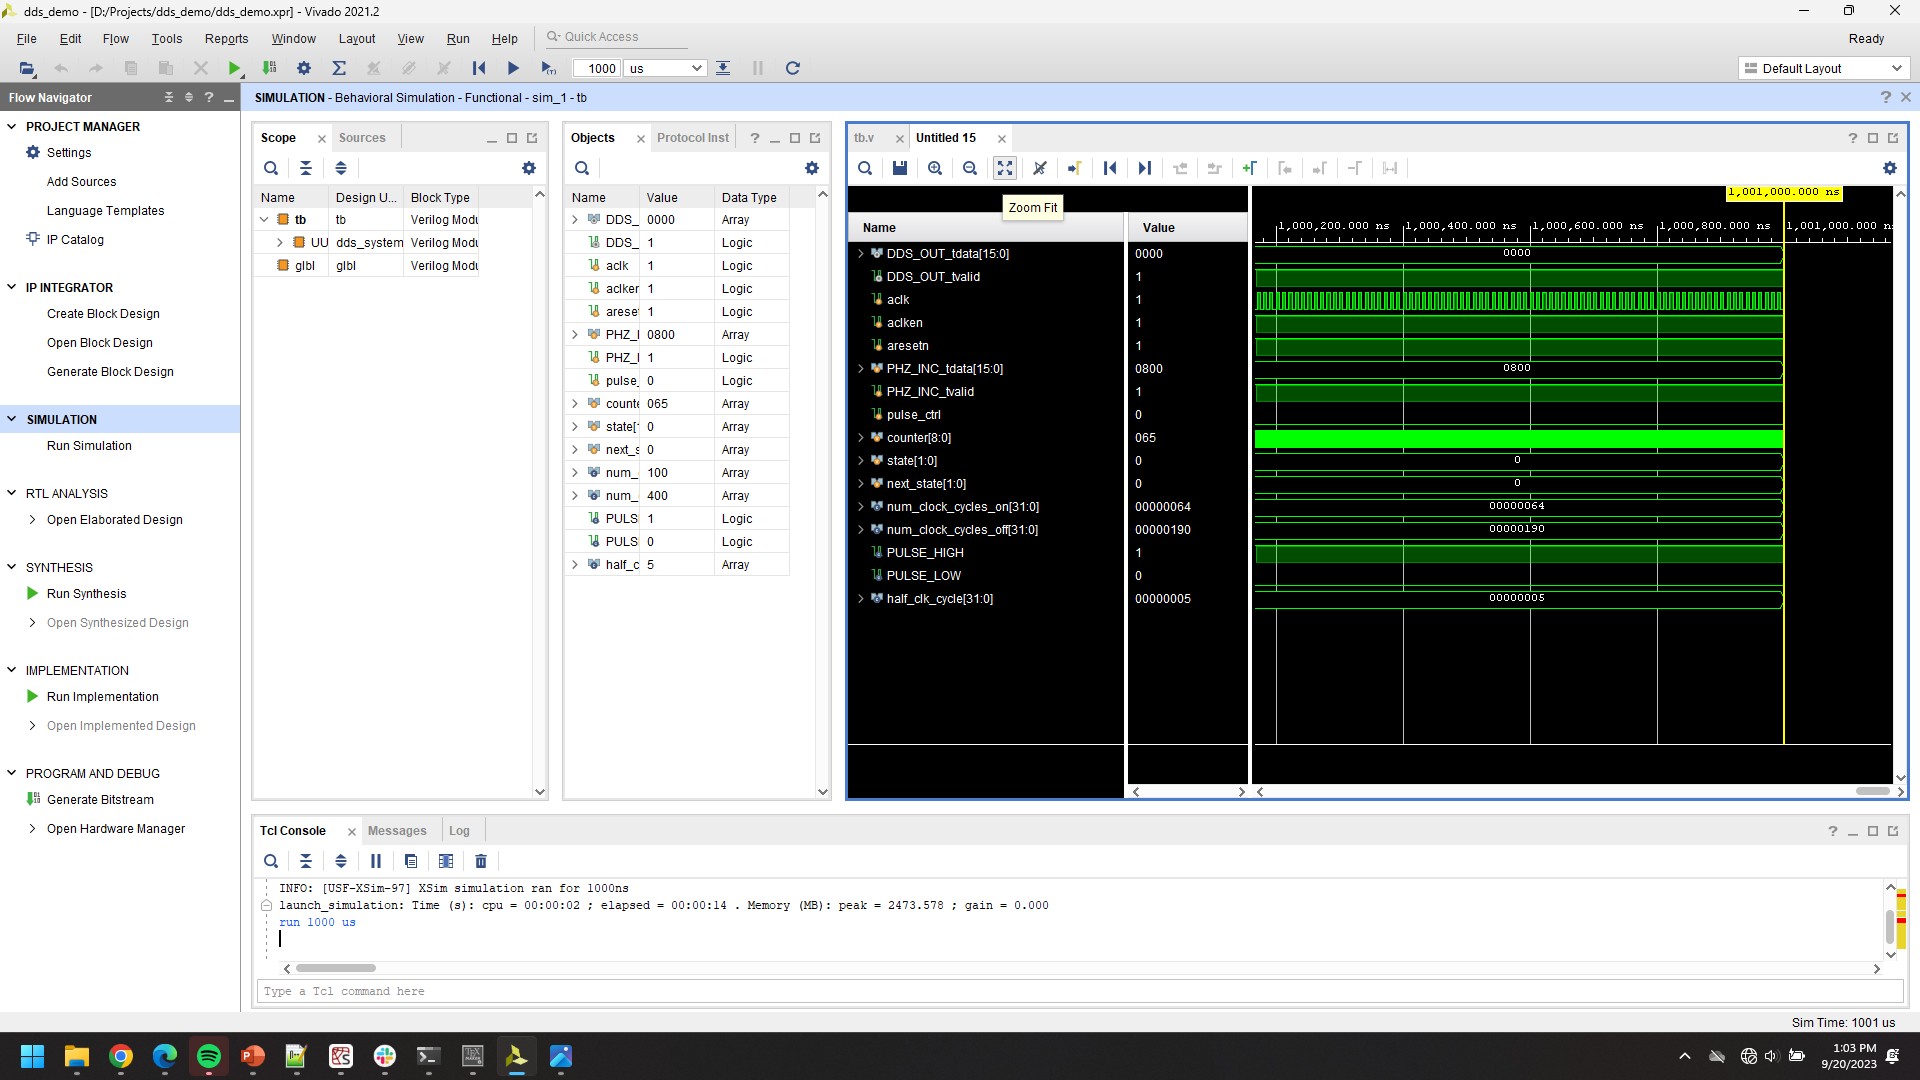 dds_demo - [D:/Projects/dds_demo/dds_demo.xpr] - Vivado 2021.2
File Edit Flow Tools Reports Window Layout View Run Help Quick Access Ready
1000 us Default Layout
Flow Navigator
PROJECT MANAGER
Settings
Add Sources
Language Templates
IP Catalog
IP INTEGRATOR
Create Block Design
Open Block Design
Generate Block Design
SIMULATION
Run Simulation
RTL ANALYSIS
Open Elaborated Design
SYNTHESIS
Run Synthesis
Open Synthesized Design
IMPLEMENTATION
Run Implementation
Open Implemented Design
PROGRAM AND DEBUG
Generate Bitstream
Open Hardware Manager
SIMULATION - Behavioral Simulation - Functional - sim_1 - tb
Scope Sources
Name Design U... Block Type
tb tb Verilog Modu
UU dds_system Verilog Modu
glbl glbl Verilog Modu
Objects Protocol Inst
Name Value Data Type
DDS_ 0000 Array
DDS_ 1 Logic
aclk 1 Logic
aclker 1 Logic
areset 1 Logic
PHZ_I 0800 Array
PHZ_I 1 Logic
pulse_ 0 Logic
counte 065 Array
state[1 0 Array
next_s 0 Array
num_ 100 Array
num_ 400 Array
PULS 1 Logic
PULS 0 Logic
half_c 5 Array
tb.v Untitled 15
Zoom Fit
1,001,000.000 ns
1,000,200.000 ns 1,000,400.000 ns 1,000,600.000 ns 1,000,800.000 ns 1,001,000.000 n
Name Value
DDS_OUT_tdata[15:0] 0000 0000
DDS_OUT_tvalid 1
aclk 1
aclken 1
aresetn 1
PHZ_INC_tdata[15:0] 0800 0800
PHZ_INC_tvalid 1
pulse_ctrl 0
counter[8:0] 065
state[1:0] 0 0
next_state[1:0] 0 0
num_clock_cycles_on[31:0] 00000064 00000064
num_clock_cycles_off[31:0] 00000190 00000190
PULSE_HIGH 1
PULSE_LOW 0
half_clk_cycle[31:0] 00000005 00000005
Tcl Console Messages Log
INFO: [USF-XSim-97] XSim simulation ran for 1000ns
launch_simulation: Time (s): cpu = 00:00:02 ; elapsed = 00:00:14 . Memory (MB): peak = 2473.578 ; gain = 0.000
run 1000 us
Type a Tcl command here
Sim Time: 1001 us
1:03 PM
9/20/2023